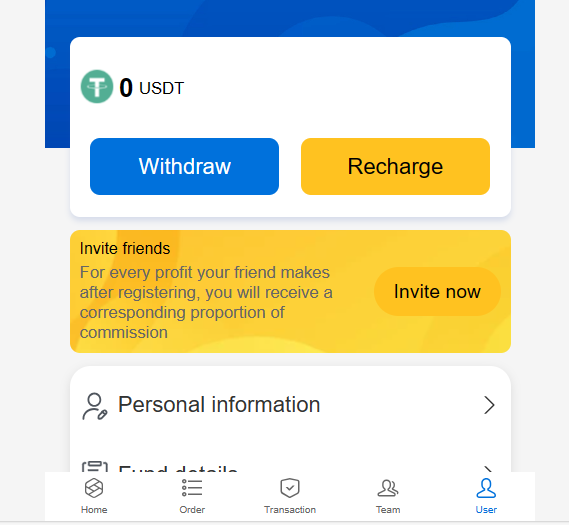 0 USDT
Withdraw
Recharge
Invite friends
For every profit your friend makes
after registering, you will receive a
corresponding proportion of
commission
Invite now
Personal information
Fund details
Home
Order
Transaction
Team
User